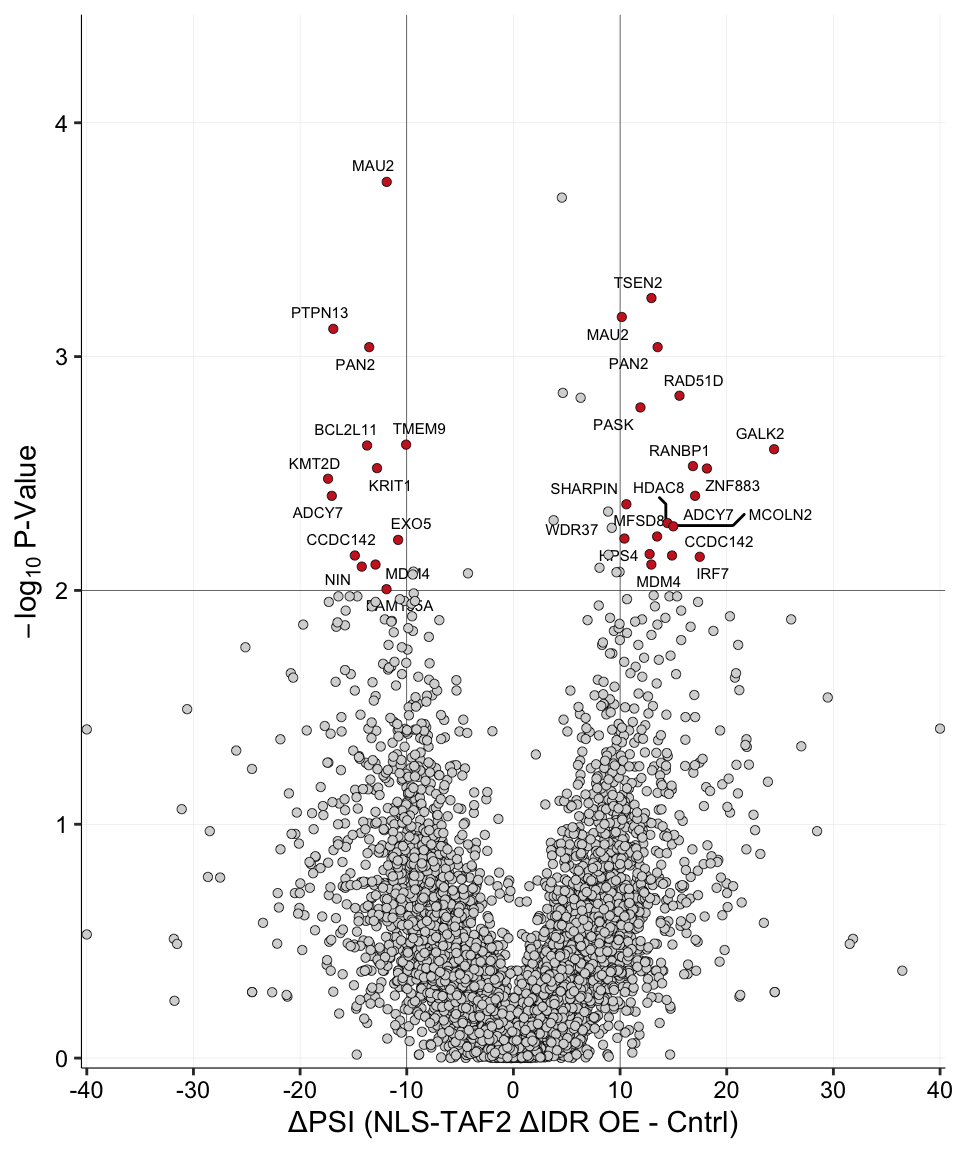 4
MAU2
TSEN2
PTPN13
MAU2
3
PAN2
PAN2
RAD51D
PASK
BCL2L11
TMEM9
GALK2
RANBP1
KMT2D
KRIT1
ZNF883
SHARPIN
HDAC8
ADCY7
EXO5
WDR37
MFSD8
ADCY7
MCOLN2
CCDC142
CCDC142
NIN
MDM4
MDM4
IRF7
2
1
0
-40
-30
-20
-10
0
10
20
30
40
−log10 P-Value
ΔPSI (NLS-TAF2 ΔIDR OE - Cntrl)